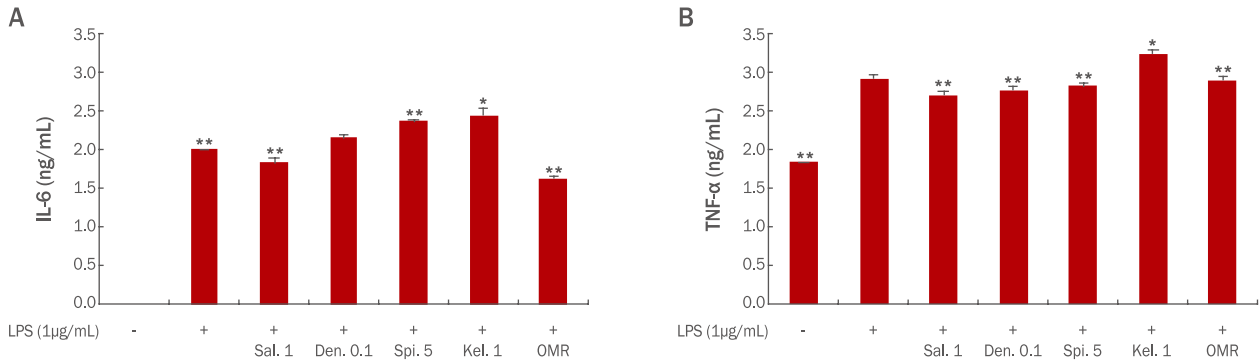 A
IL-6 (ng/mL)
3.5
3.0
2.5
2.0
1.5
1.0
0.5
0.0
** ** ** * **
LPS (1µg/mL) - + + + + + +
Sal. 1 Den. 0.1 Spi. 5 Kel. 1 OMR
B
TNF-α (ng/mL)
3.5
3.0
2.5
2.0
1.5
1.0
0.5
0.0
** ** ** ** * **
LPS (1µg/mL) - + + + + + +
Sal. 1 Den. 0.1 Spi. 5 Kel. 1 OMR